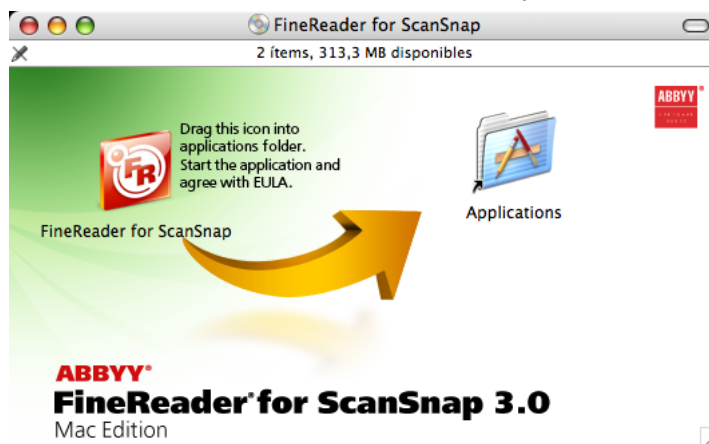 FineReader for ScanSnap
2 ítems, 313,3 MB disponibles
ABBYY®
Drag this icon into
applications folder.
Start the application and
agree with EULA.
FR
FineReader for ScanSnap
Applications
ABBYY®
FineReader® for ScanSnap 3.0
Mac Edition